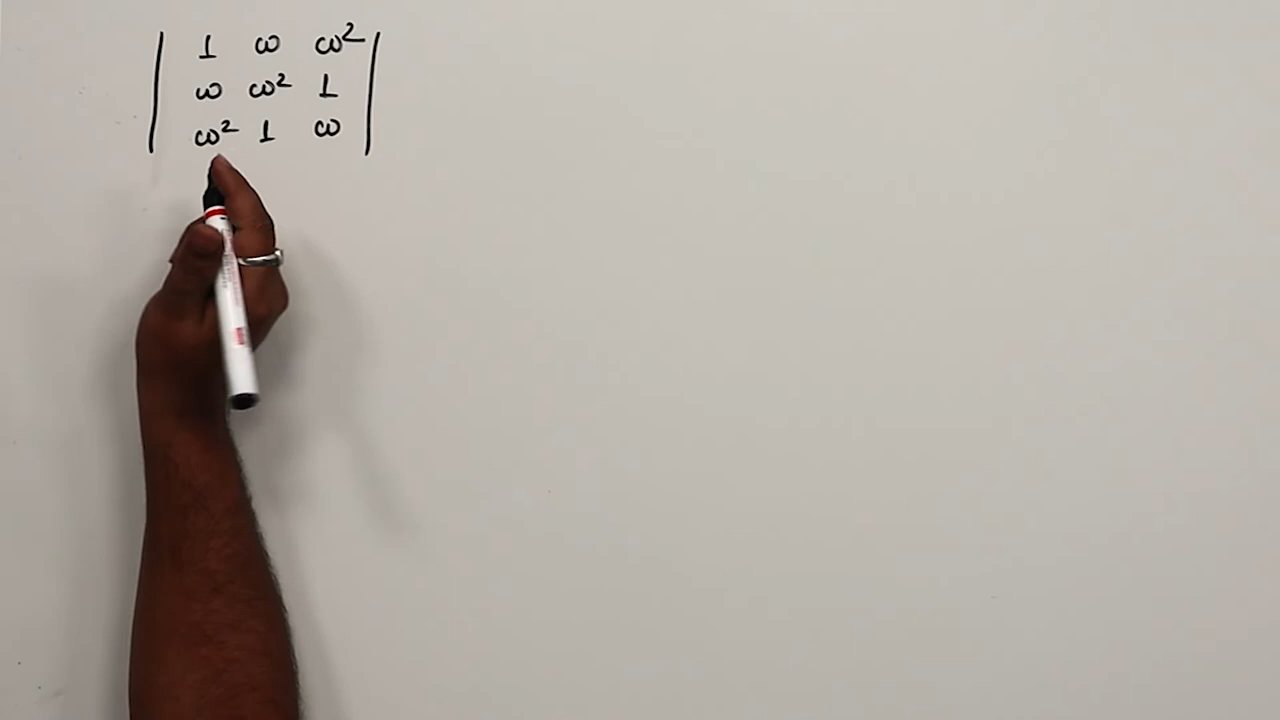 | 1 ω ω² |
| ω ω² 1 |
| ω² 1 ω |